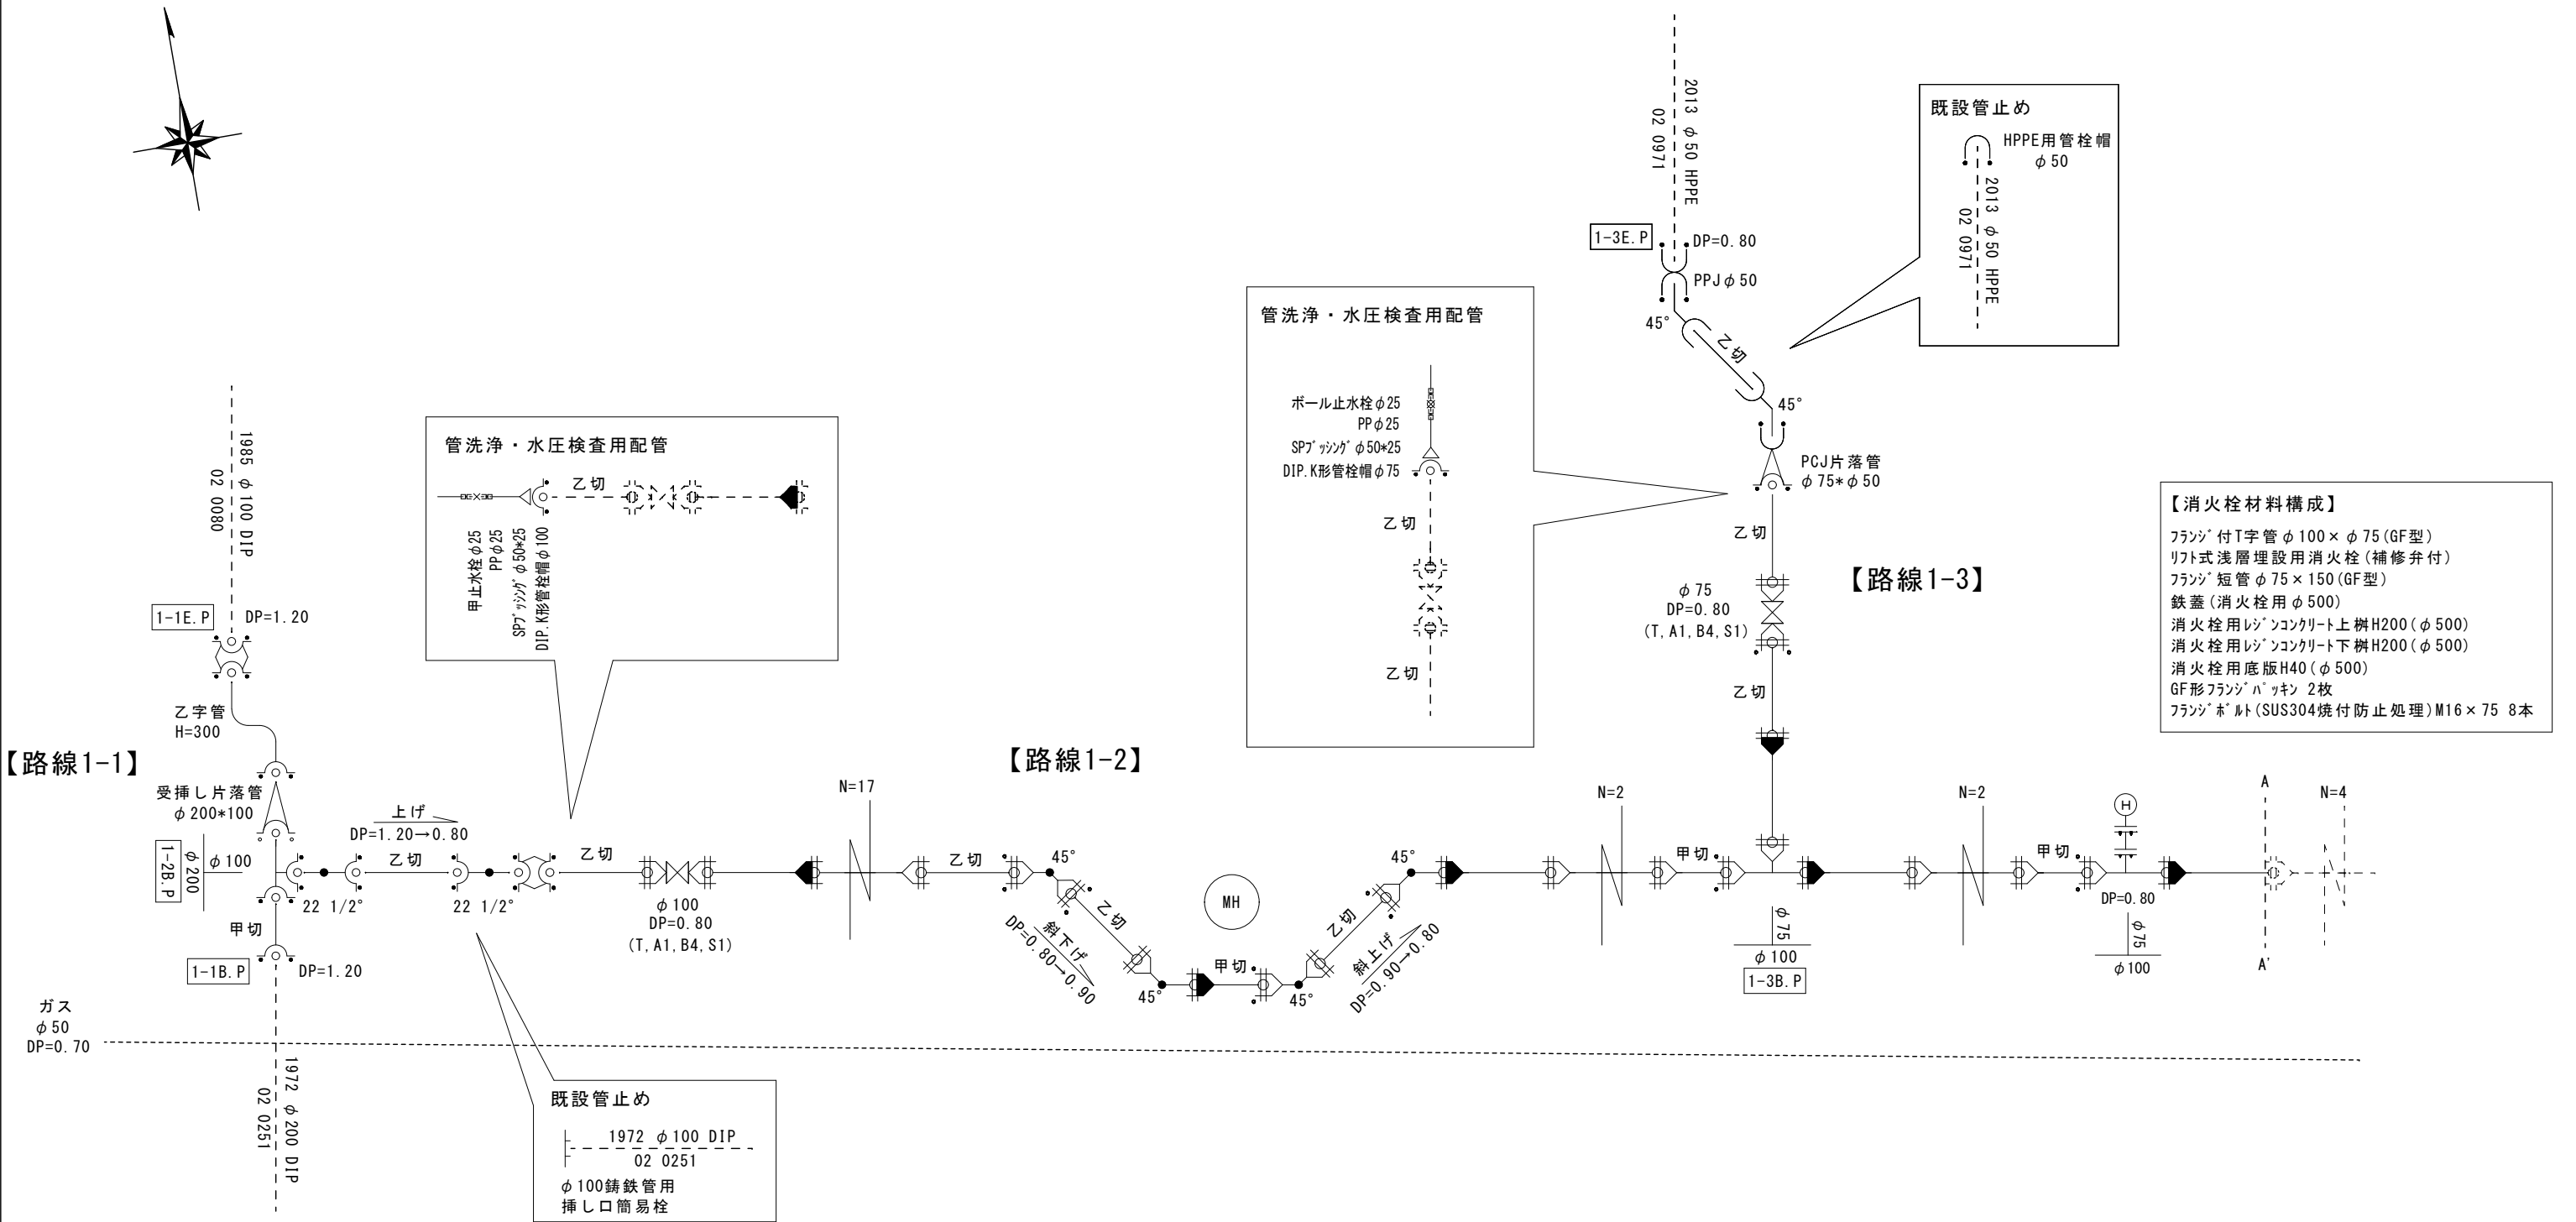 2013 φ50 HPPE
02 0971
既設管止め
HPPE用管栓帽
φ50
2013 φ50 HPPE
02 0971
1-3E.P
DP=0.80
PPJφ50
45°
乙切
45°
PCJ片落管
φ75*φ50
管洗浄・水圧検査用配管
ボール止水栓φ25
PPφ25
SPブッシングφ50*25
DIP.K形管栓帽φ75
乙切
乙切
乙切
φ75
DP=0.80
(T,A1,B4,S1)
乙切
【路線1-3】
【消火栓材料構成】
フランジ付T字管φ100×φ75(GF型)
リフト式浅層埋設用消火栓(補修弁付)
フランジ短管φ75×150(GF型)
鉄蓋(消火栓用φ500)
消火栓用レジンコンクリート上桝H200(φ500)
消火栓用レジンコンクリート下桝H200(φ500)
消火栓用底版H40(φ500)
GF形フランジパッキン 2枚
フランジボルト(SUS304焼付防止処理)M16×75 8本
1985 φ100 DIP
02 0080
管洗浄・水圧検査用配管
乙切
甲止水栓φ25
PPφ25
SPブッシングφ50*25
DIP.K形管栓帽φ100
1-1E.P
DP=1.20
乙字管
H=300
【路線1-1】
受挿し片落管
φ200*100
1-2B.P
φ200
φ100
上げ
DP=1.20→0.80
乙切
22 1/2°
22 1/2°
甲切
1-1B.P
DP=1.20
乙切
φ100
DP=0.80
(T,A1,B4,S1)
N=17
乙切
【路線1-2】
45°
乙切
斜下げ
DP=0.80→0.90
45°
MH
甲切
45°
乙切
斜上げ
DP=0.90→0.80
45°
N=2
甲切
φ75
φ100
1-3B.P
N=2
甲切
H
DP=0.80
φ75
φ100
A
A'
N=4
ガス
φ50
DP=0.70
1972 φ200 DIP
02 0251
既設管止め
1972 φ100 DIP
02 0251
φ100鋳鉄管用
挿し口簡易栓